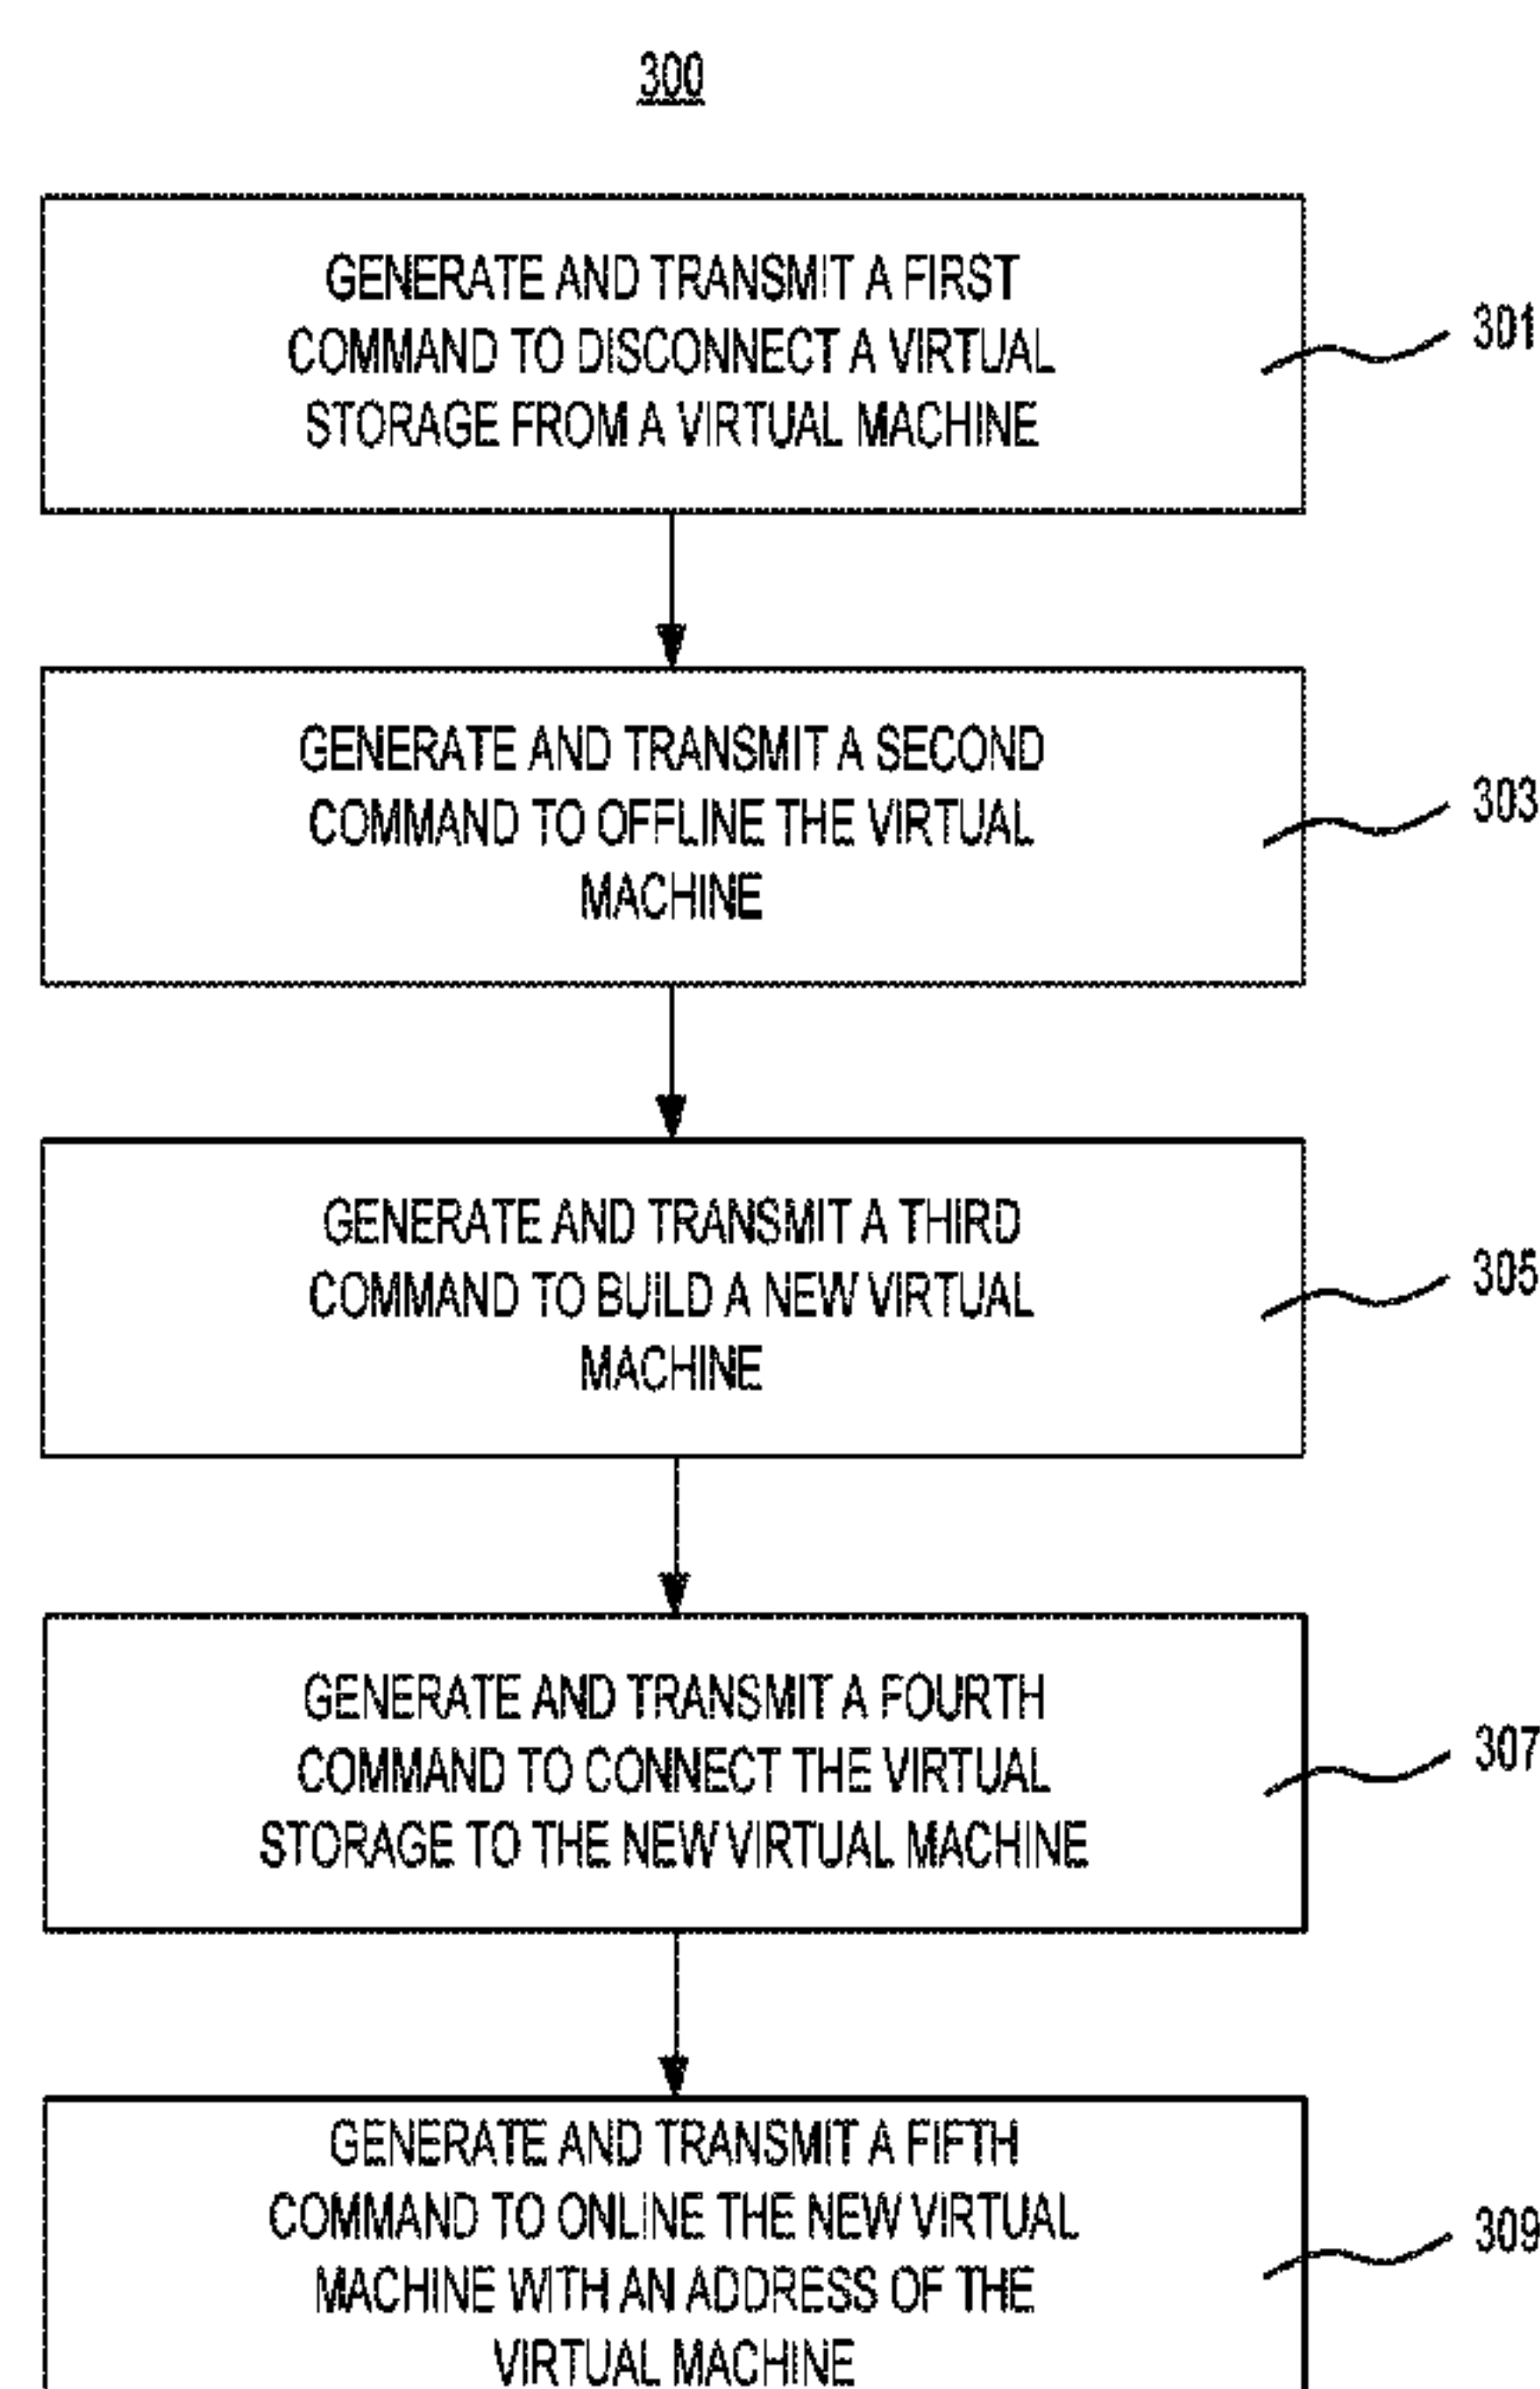 300
GENERATE AND TRANSMIT A FIRST
COMMAND TO DISCONNECT A VIRTUAL
STORAGE FROM A VIRTUAL MACHINE
301
GENERATE AND TRANSMIT A SECOND
COMMAND TO OFFLINE THE VIRTUAL
MACHINE
303
GENERATE AND TRANSMIT A THIRD
COMMAND TO BUILD A NEW VIRTUAL
MACHINE
305
GENERATE AND TRANSMIT A FOURTH
COMMAND TO CONNECT THE VIRTUAL
STORAGE TO THE NEW VIRTUAL MACHINE
307
GENERATE AND TRANSMIT A FIFTH
COMMAND TO ONLINE THE NEW VIRTUAL
MACHINE WITH AN ADDRESS OF THE
VIRTUAL MACHINE
309